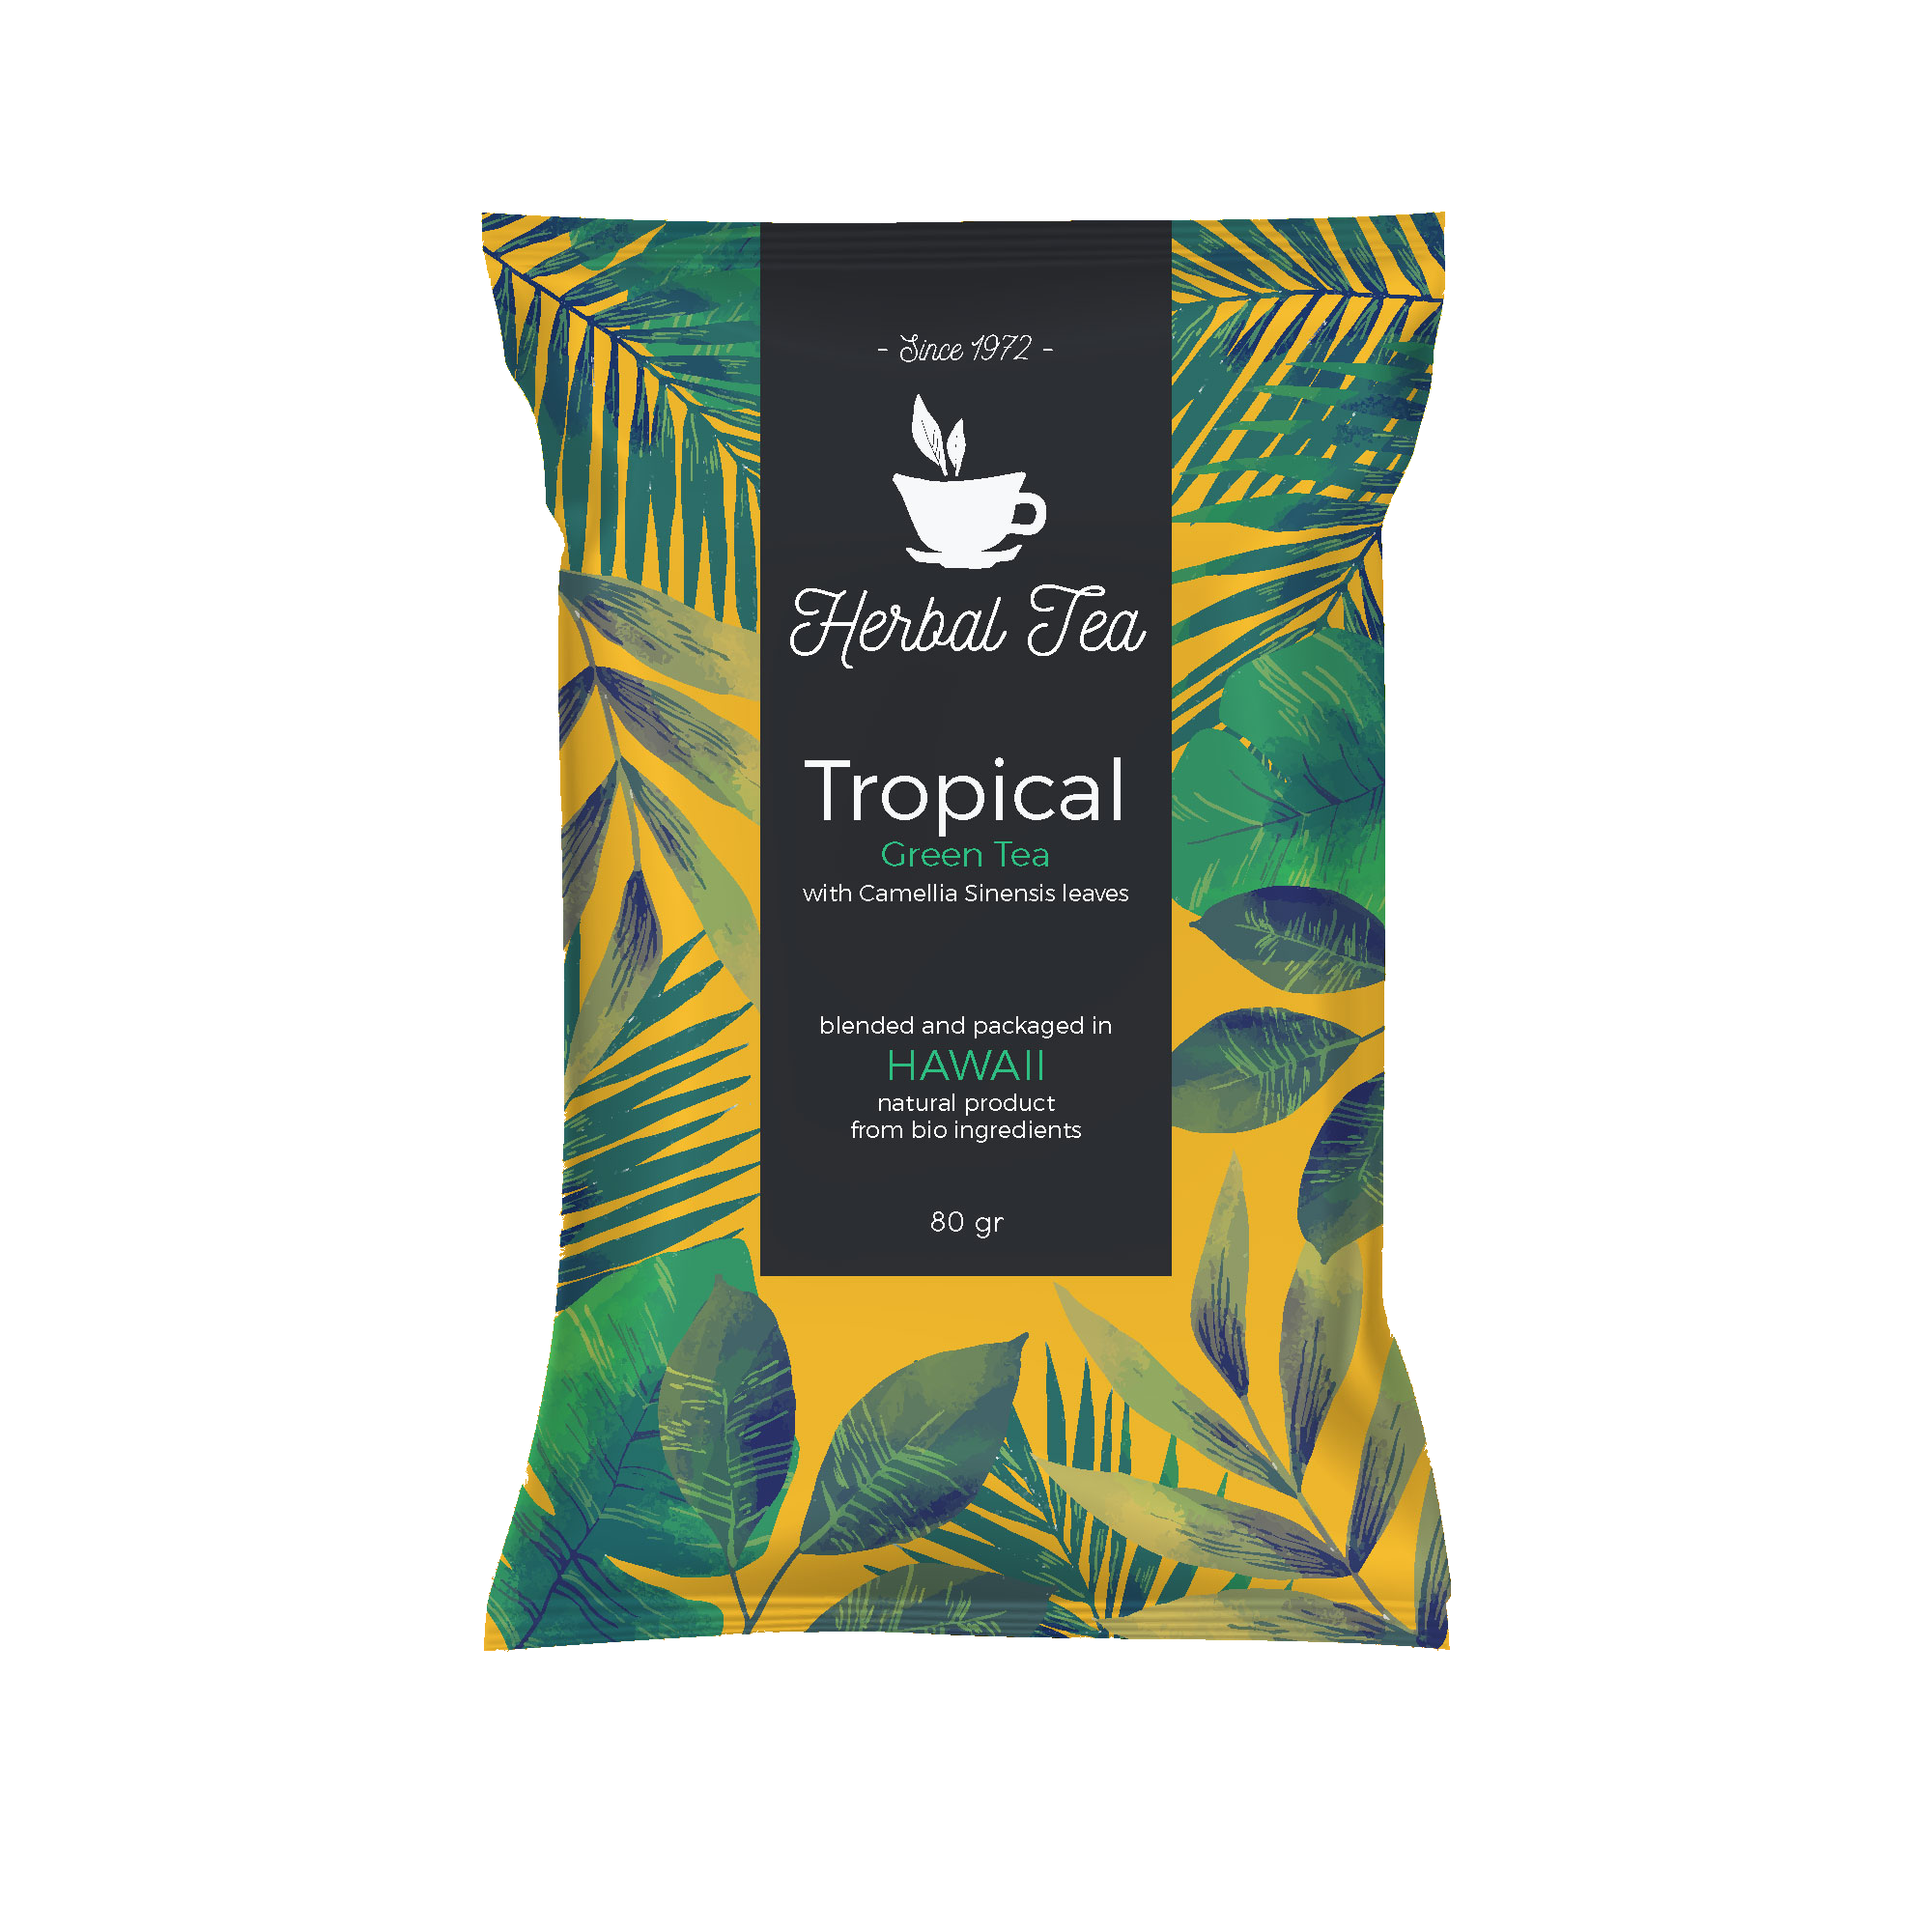 - Since 1972 -
Herbal Tea
Tropical
Green Tea
with Camellia Sinensis leaves
blended and packaged in
HAWAII
natural product
from bio ingredients
80 gr